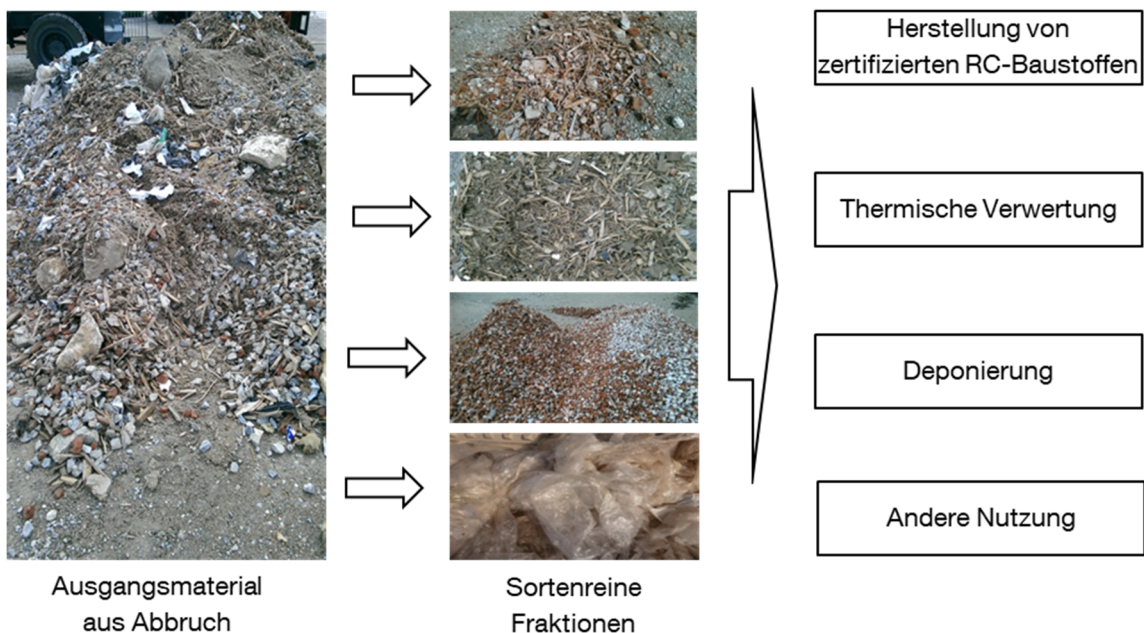 Herstellung von
zertifizierten RC-Baustoffen
Thermische Verwertung
Deponierung
Andere Nutzung
Ausgangsmaterial
aus Abbruch
Sortenreine
Fraktionen